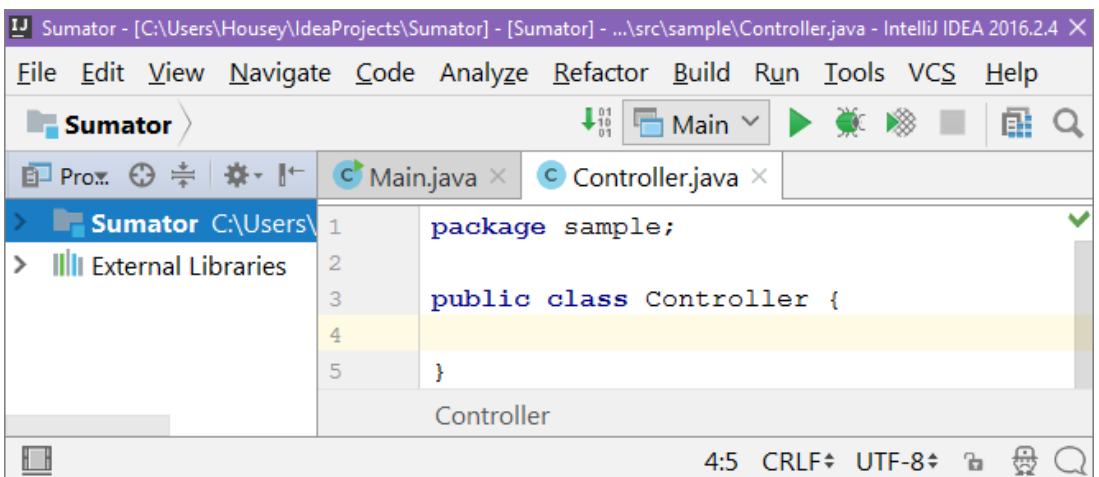 Sumator - [C:\Users\Housey\IdeaProjects\Sumator] - [Sumator] - ...\src\sample\Controller.java - IntelliJ IDEA 2016.2.4
File Edit View Navigate Code Analyze Refactor Build Run Tools VCS Help
Sumator Main
Pro... Main.java Controller.java
Sumator C:\Users\
External Libraries
1 package sample;
2
3 public class Controller {
4
5 }
Controller
4:5 CRLF UTF-8